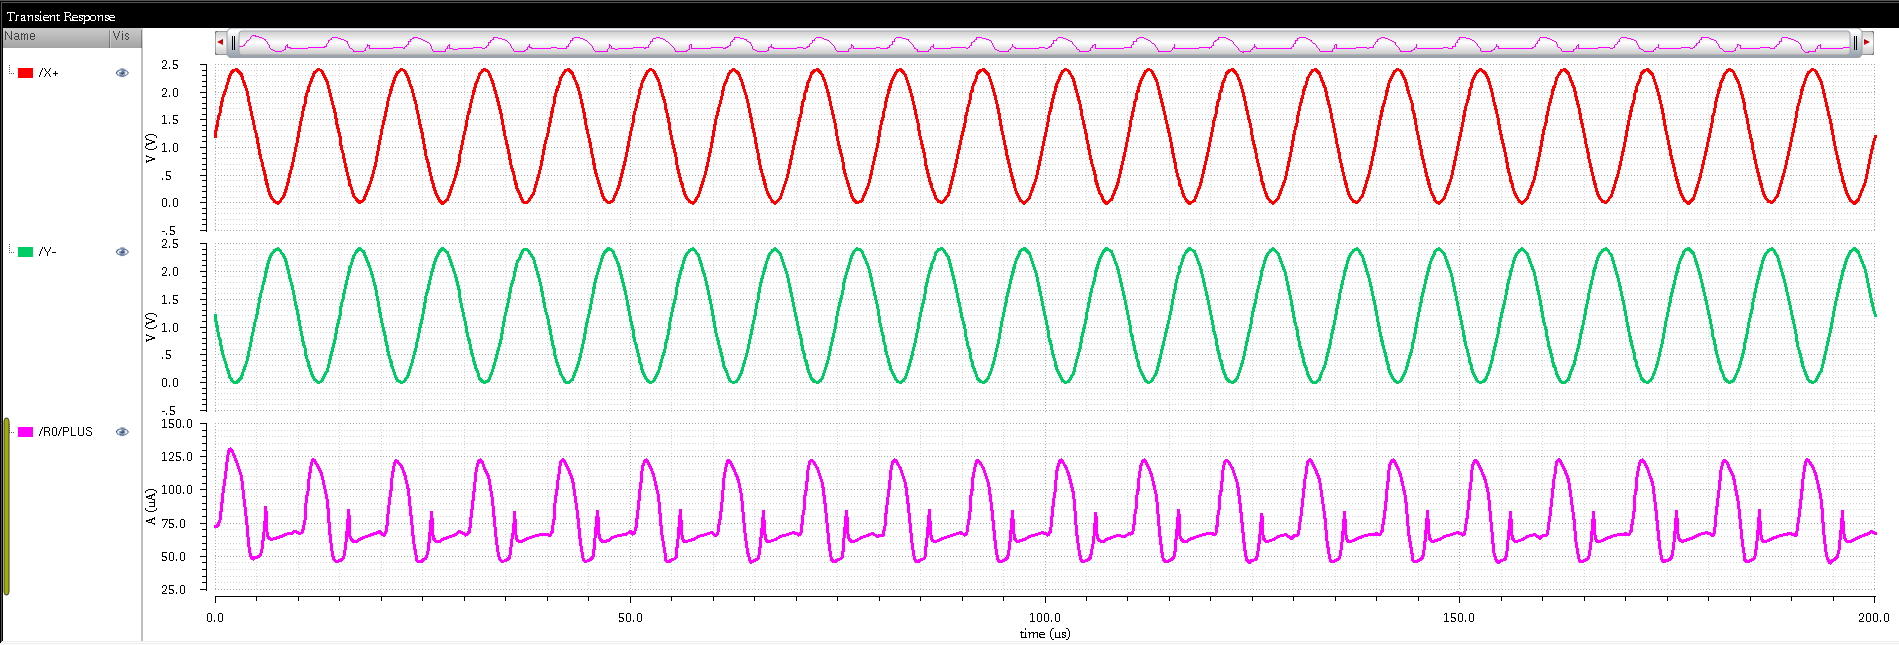 Transient Response
Name Vis
/X+
2.5
2.0
1.5
1.0
.5
0.0
-.5
V (V)
/Y-
2.5
2.0
1.5
1.0
.5
0.0
-.5
V (V)
/R0/PLUS
150.0
125.0
100.0
75.0
50.0
25.0
A (uA)
0.0 50.0 100.0 150.0 200.0
time (us)